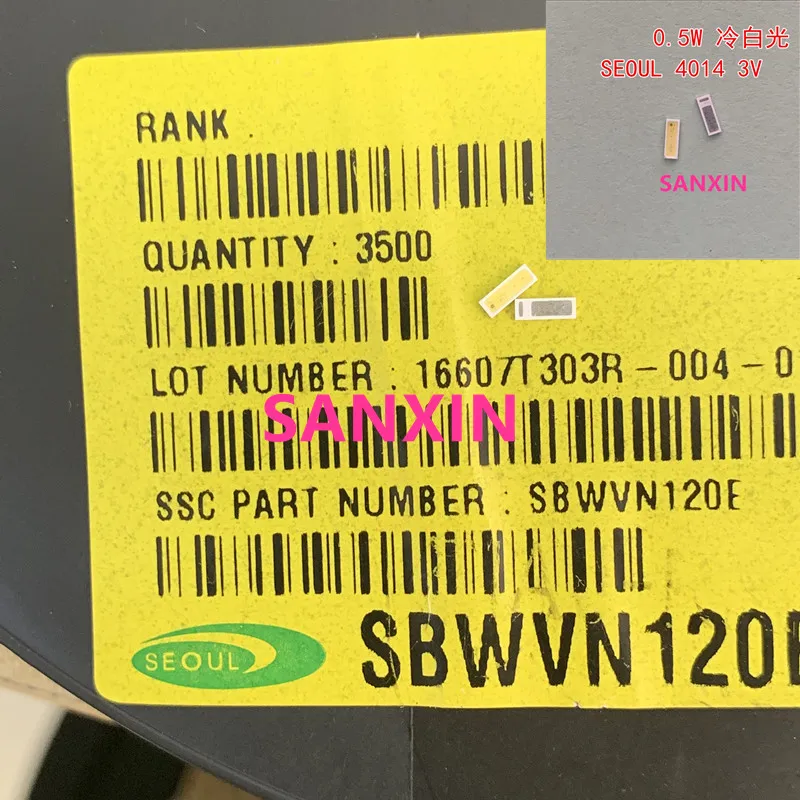 0.5W 冷白光
SEOUL 4014 3V
SANXIN
RANK .
QUANTITY : 3500
LOT NUMBER : 16607T303R-004-0
SANXIN
SSC PART NUMBER : SBWVN120E
SEOUL
SBWVN120E